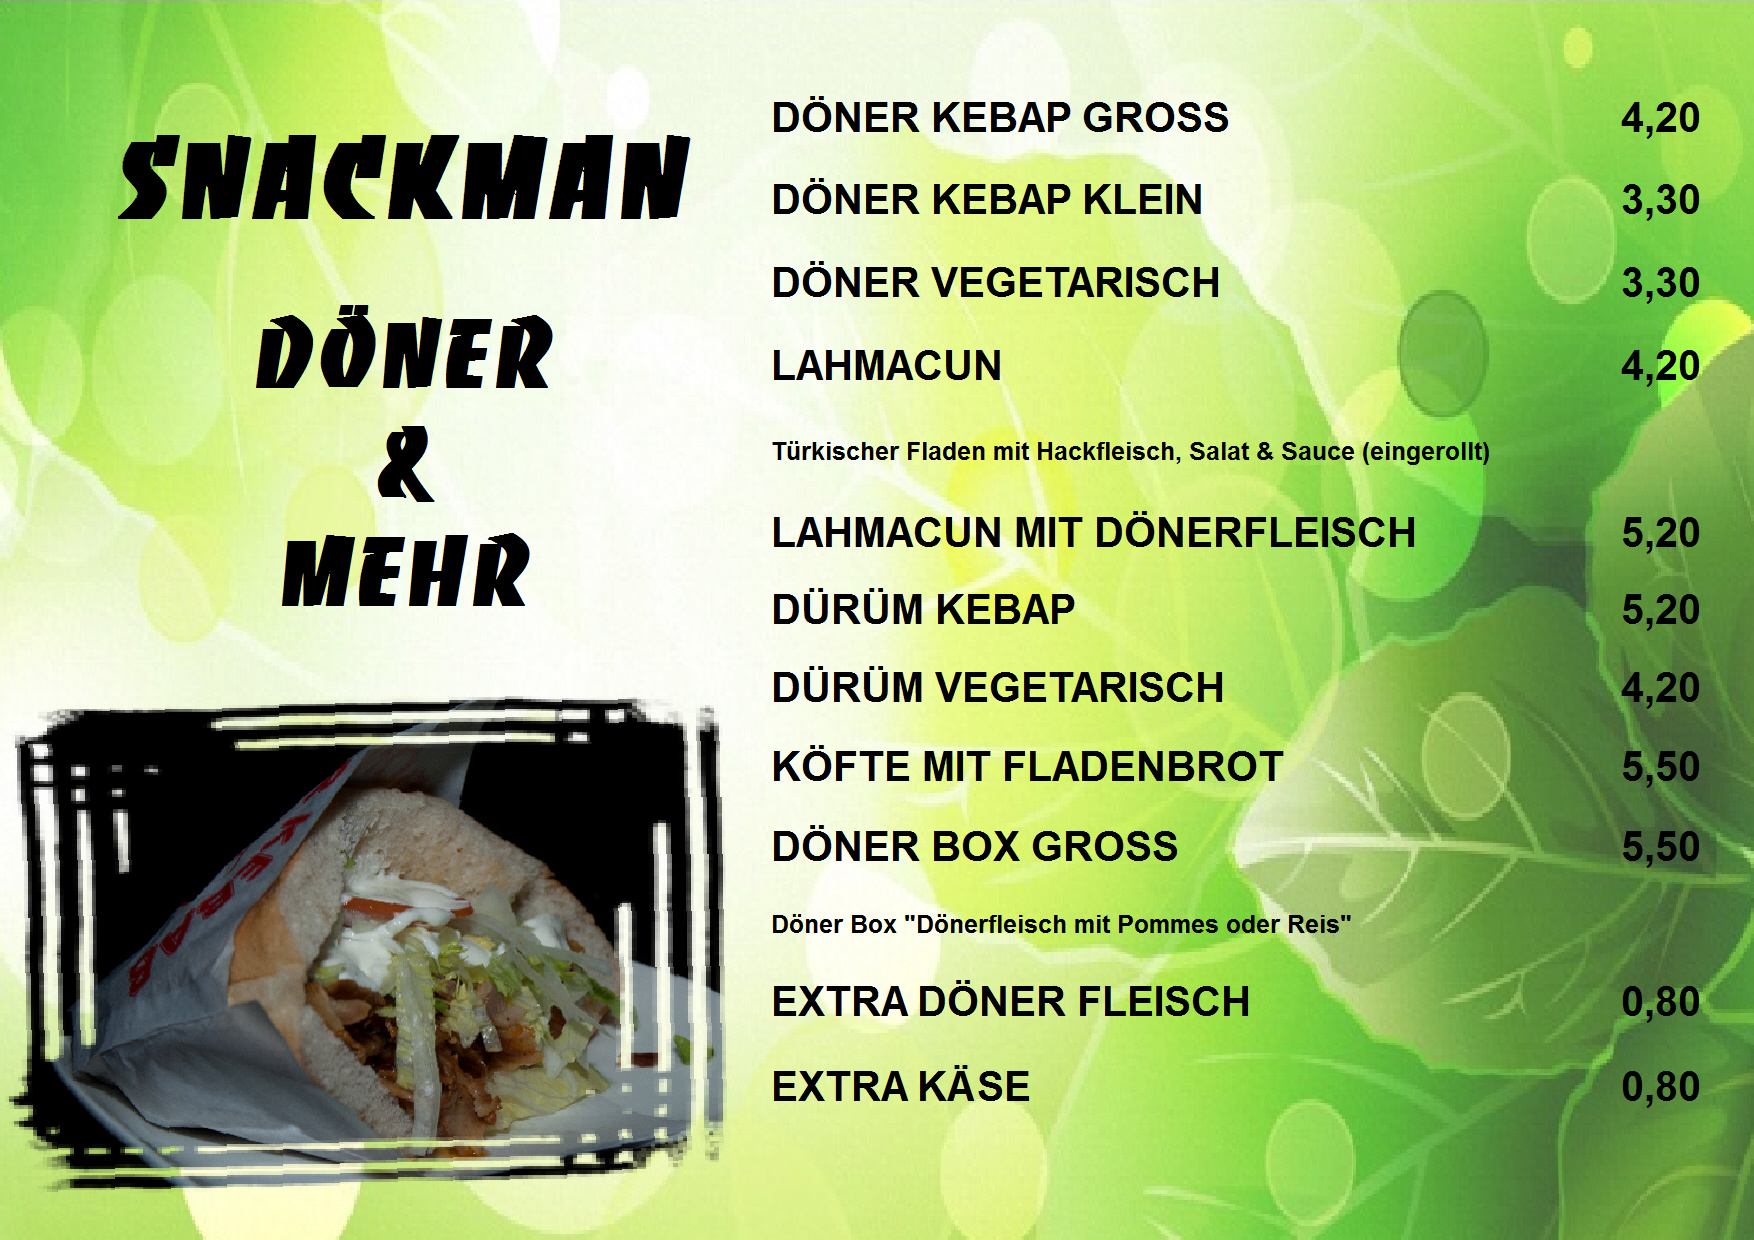 SNACKMAN
DÖNER
&
MEHR
DÖNER KEBAP GROSS 4,20
DÖNER KEBAP KLEIN 3,30
DÖNER VEGETARISCH 3,30
LAHMACUN 4,20
Türkischer Fladen mit Hackfleisch, Salat & Sauce (eingerollt)
LAHMACUN MIT DÖNERFLEISCH 5,20
DÜRÜM KEBAP 5,20
DÜRÜM VEGETARISCH 4,20
KÖFTE MIT FLADENBROT 5,50
DÖNER BOX GROSS 5,50
Döner Box "Dönerfleisch mit Pommes oder Reis"
EXTRA DÖNER FLEISCH 0,80
EXTRA KÄSE 0,80
KEBAB